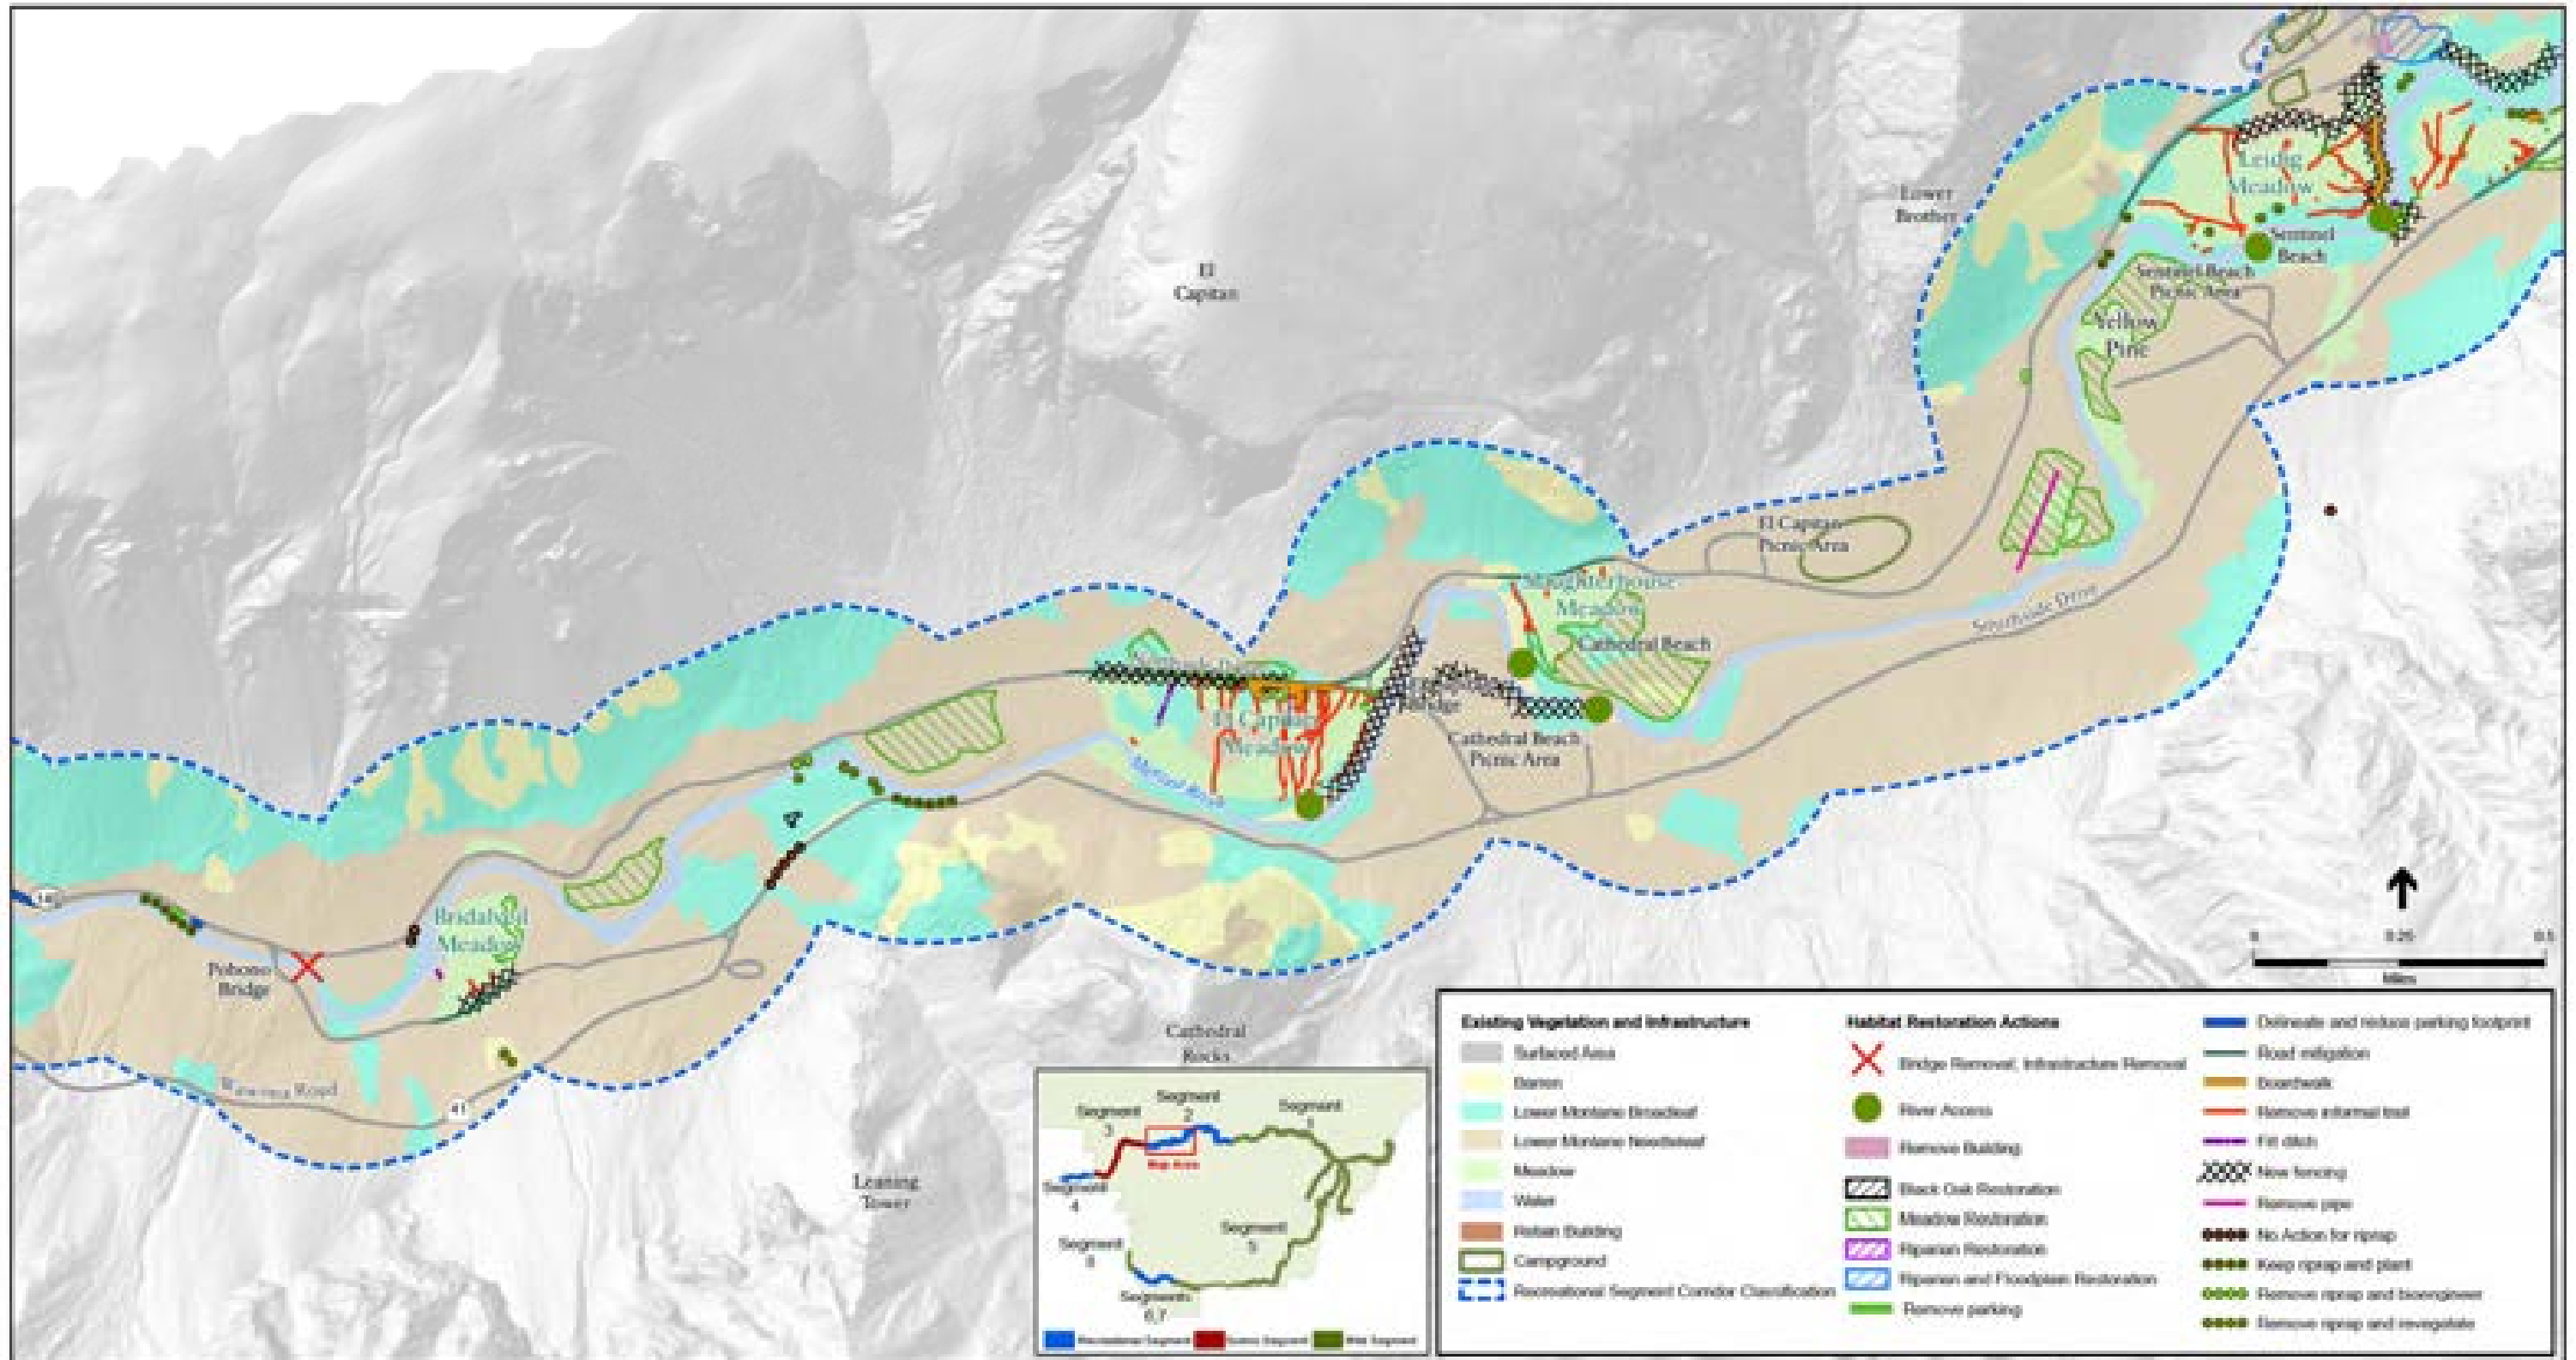 Lower
Brother
El
Capitan
Leidig
Meadow
Sentinel
Beach
Sentinel Beach
Picnic Area
Yellow
Pine
El Capitan
Picnic Area
Slaughterhouse
Meadow
Cathedral Beach
Southside Drive
El Capitan
Meadow
Bridge
Cathedral Beach
Picnic Area
Merced River
140
Bridalveil
Meadow
Pohono
Bridge
Wawona Road
41
Cathedral
Rocks
Leaning
Tower
0 0.25 0.5
Miles
Segment
1
Segment
2
Segment
3
Segment
4
Segment
5
Segment
8
Segments
6,7
Map Area
Recreational Segment
Scenic Segment
Wild Segment
Existing Vegetation and Infrastructure
Surfaced Area
Barren
Lower Montane Broadleaf
Lower Montane Needleleaf
Meadow
Water
Retain Building
Campground
Recreational Segment Corridor Classification
Habitat Restoration Actions
Bridge Removal, Infrastructure Removal
River Access
Remove Building
Black Oak Restoration
Meadow Restoration
Riparian Restoration
Riparian and Floodplain Restoration
Remove parking
Delineate and reduce parking footprint
Road mitigation
Boardwalk
Remove informal trail
Fill ditch
New fencing
Remove pipe
No Action for riprap
Keep riprap and plant
Remove riprap and bioengineer
Remove riprap and revegetate